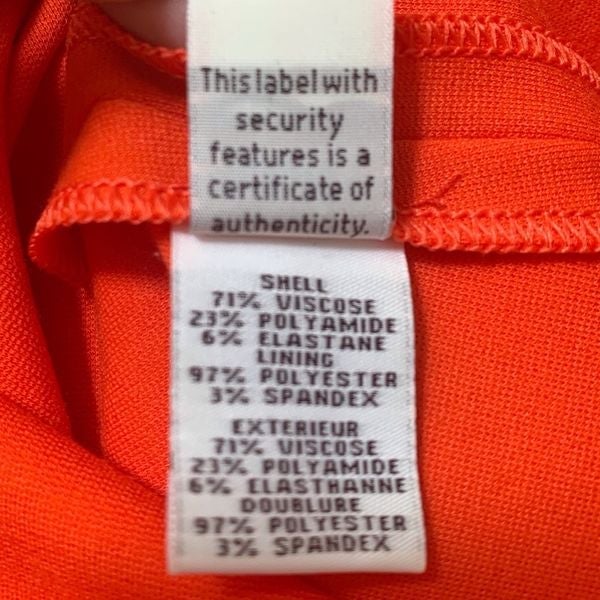 This label with
security
features is a
certificate of
authenticity.
SHELL
71% VISCOSE
23% POLYAMIDE
6% ELASTANE
LINING
97% POLYESTER
3% SPANDEX
EXTERIEUR
71% VISCOSE
23% POLYAMIDE
6% ELASTHANNE
DOUBLURE
97% POLYESTER
3% SPANDEX